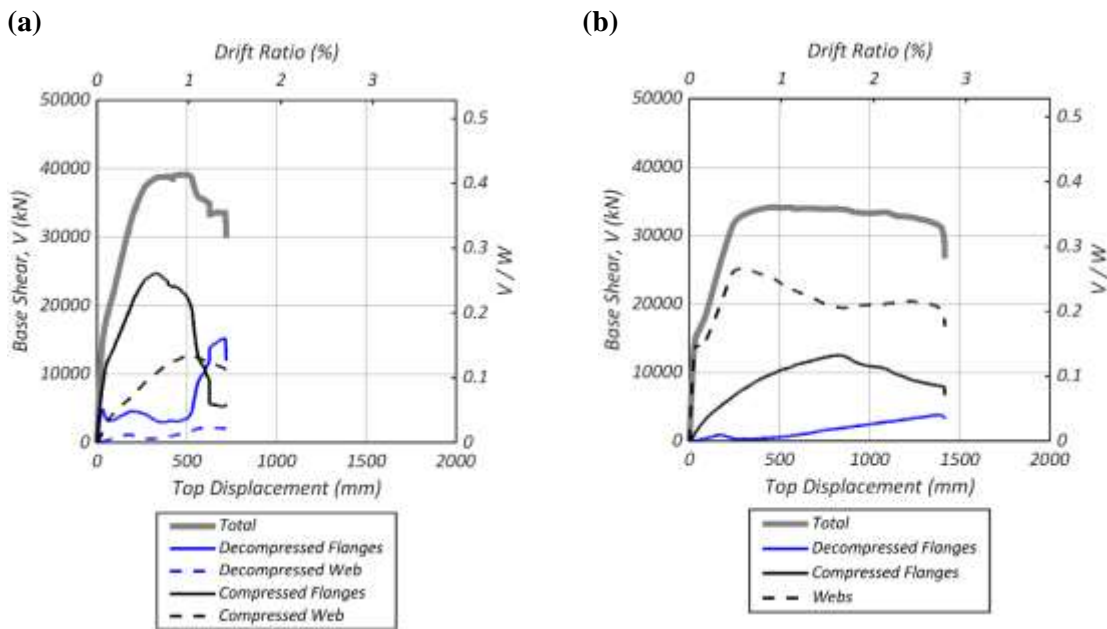 (a)
Drift Ratio (%)
0 1 2 3
50000
40000
30000
20000
10000
0
Base Shear, V (kN)
0.5
0.4
0.3
0.2
0.1
0
V / W
0 500 1000 1500 2000
Top Displacement (mm)
Total
Decompressed Flanges
Decompressed Web
Compressed Flanges
Compressed Web
(b)
Drift Ratio (%)
0 1 2 3
50000
40000
30000
20000
10000
0
Base Shear, V (kN)
0.5
0.4
0.3
0.2
0.1
0
V / W
0 500 1000 1500 2000
Top Displacement (mm)
Total
Decompressed Flanges
Compressed Flanges
Webs